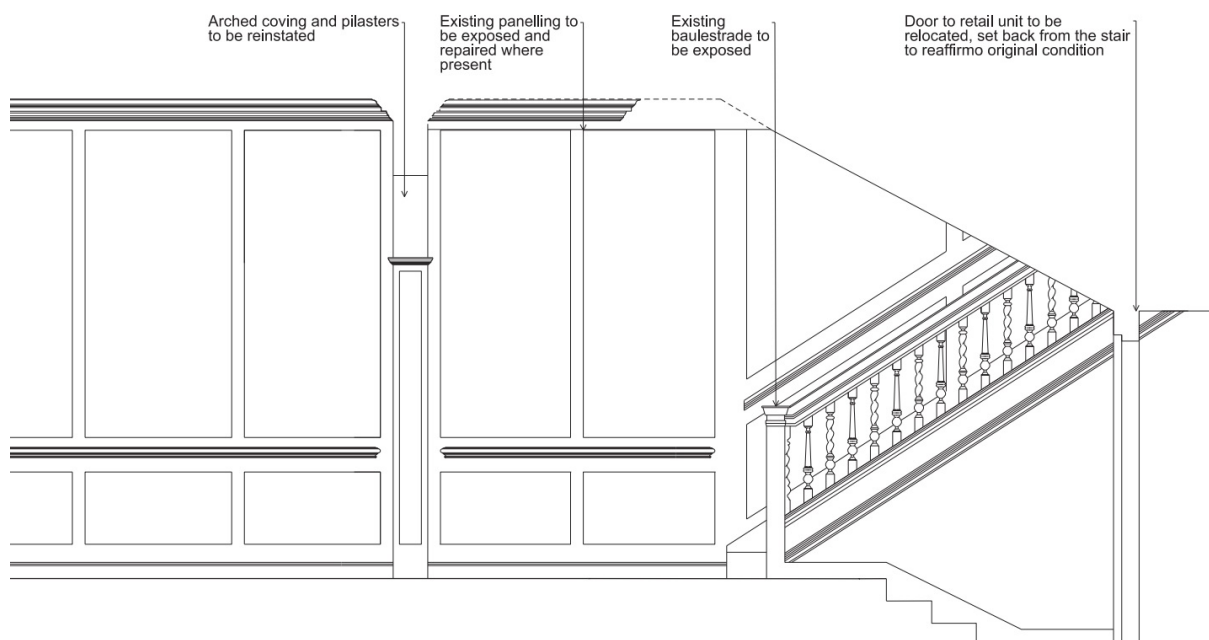 Arched coving and pilasters
to be reinstated
Existing panelling to
be exposed and
repaired where
present
Existing
baulestrade to
be exposed
Door to retail unit to be
relocated, set back from the stair
to reaffirmo original condition